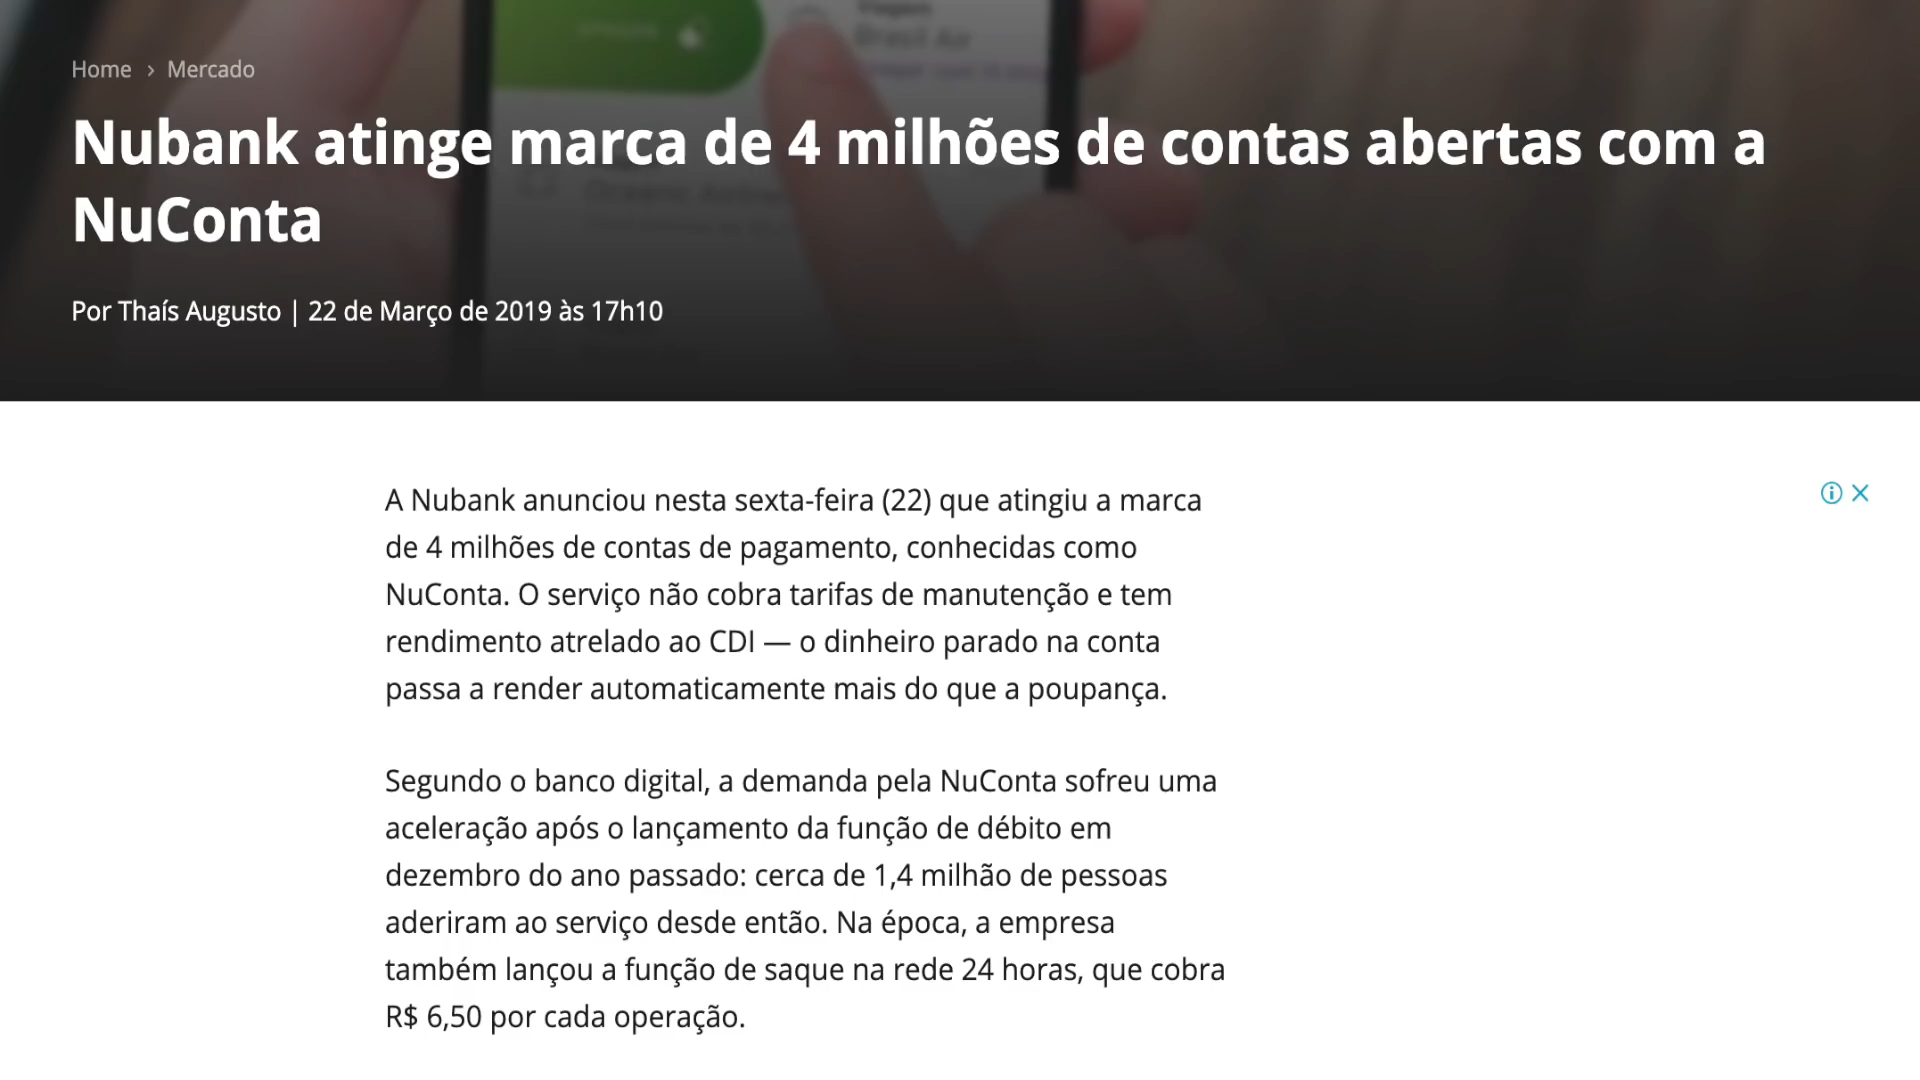 Home › Mercado
Nubank atinge marca de 4 milhões de contas abertas com a
NuConta
Por Thaís Augusto | 22 de Março de 2019 às 17h10
A Nubank anunciou nesta sexta-feira (22) que atingiu a marca
de 4 milhões de contas de pagamento, conhecidas como
NuConta. O serviço não cobra tarifas de manutenção e tem
rendimento atrelado ao CDI — o dinheiro parado na conta
passa a render automaticamente mais do que a poupança.
Segundo o banco digital, a demanda pela NuConta sofreu uma
aceleração após o lançamento da função de débito em
dezembro do ano passado: cerca de 1,4 milhão de pessoas
aderiram ao serviço desde então. Na época, a empresa
também lançou a função de saque na rede 24 horas, que cobra
R$ 6,50 por cada operação.